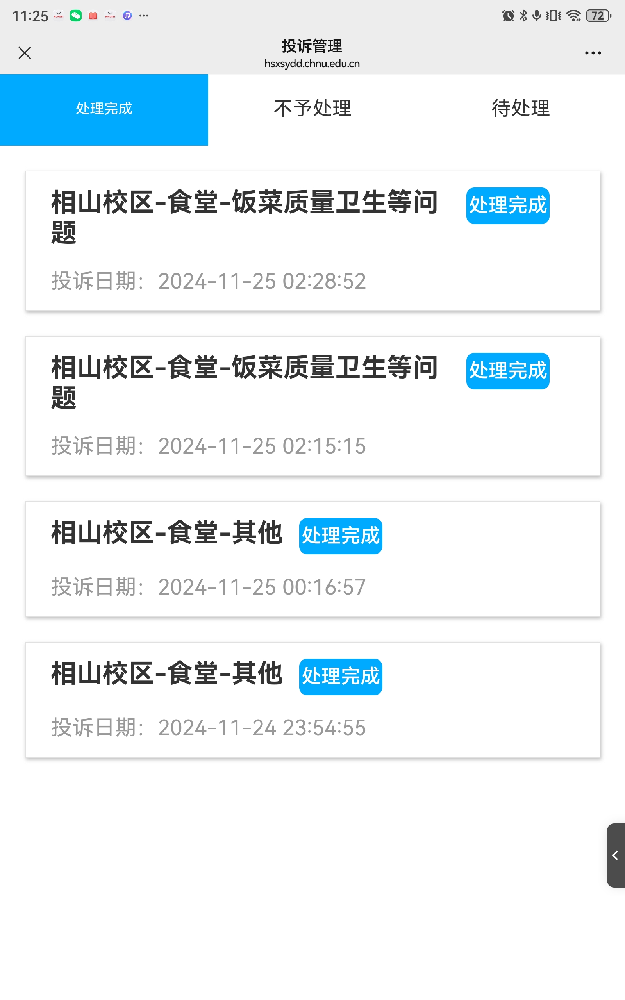 11:25
HUAWEI
HUAWEI
72
投诉管理
hsxsydd.chnu.edu.cn
处理完成
不予处理
待处理
相山校区-食堂-饭菜质量卫生等问
题
处理完成
投诉日期：2024-11-25 02:28:52
相山校区-食堂-饭菜质量卫生等问
题
处理完成
投诉日期：2024-11-25 02:15:15
相山校区-食堂-其他
处理完成
投诉日期：2024-11-25 00:16:57
相山校区-食堂-其他
处理完成
投诉日期：2024-11-24 23:54:55